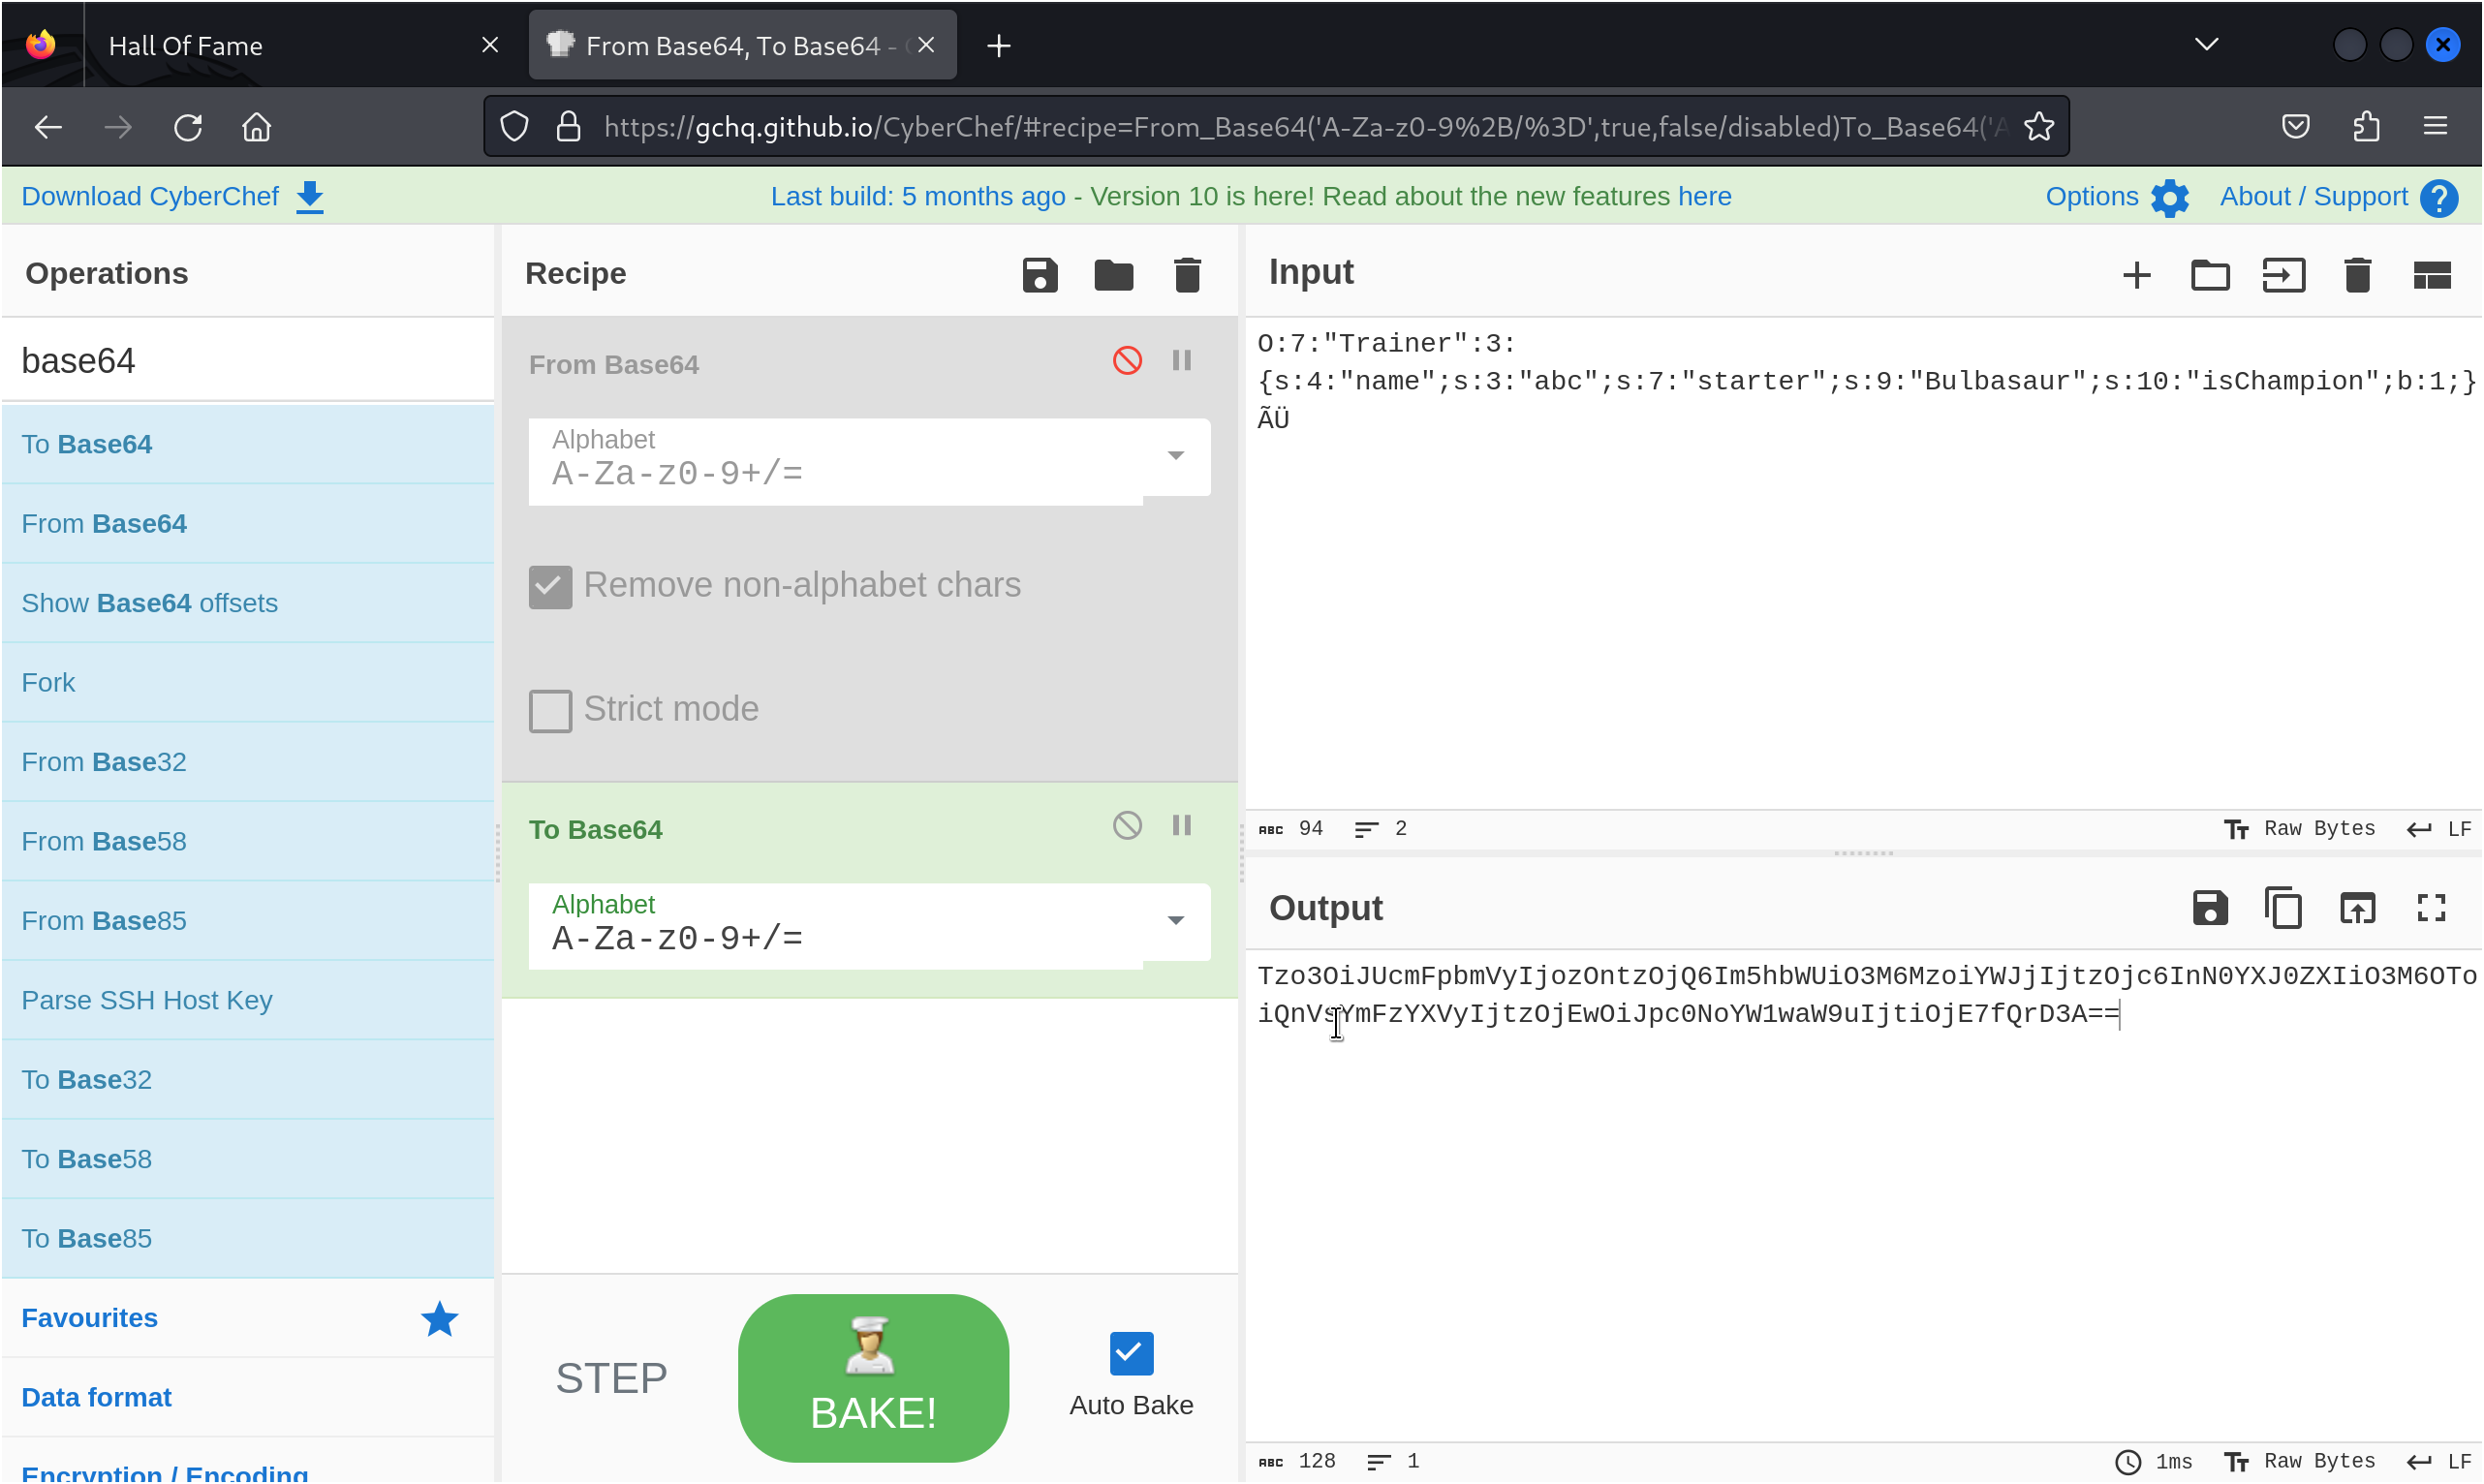 Hall Of Fame
From Base64, To Base64 -
https://gchq.github.io/CyberChef/#recipe=From_Base64('A-Za-z0-9%2B/%3D',true,false/disabled)To_Base64('A
Download CyberChef
Last build: 5 months ago - Version 10 is here! Read about the new features here
Options
About / Support
Operations
base64
To Base64
From Base64
Show Base64 offsets
Fork
From Base32
From Base58
From Base85
Parse SSH Host Key
To Base32
To Base58
To Base85
Favourites
Data format
Encryption / Encoding
Recipe
From Base64
Alphabet
A-Za-z0-9+/=
Remove non-alphabet chars
Strict mode
To Base64
Alphabet
A-Za-z0-9+/=
STEP
BAKE!
Auto Bake
Input
O:7:"Trainer":3:
{s:4:"name";s:3:"abc";s:7:"starter";s:9:"Bulbasaur";s:10:"isChampion";b:1;}
ÃÜ
ABC 94 2
Raw Bytes LF
Output
Tzo3OiJUcmFpbmVyIjozOntzOjQ6Im5hbWUiO3M6MzoiYWJjIjtzOjc6InN0YXJ0ZXIiO3M6OTo
iQnVsYmFzYXVyIjtzOjEwOiJpc0NoYW1waW9uIjtiOjE7fQrD3A==
ABC 128 1
1ms Raw Bytes LF